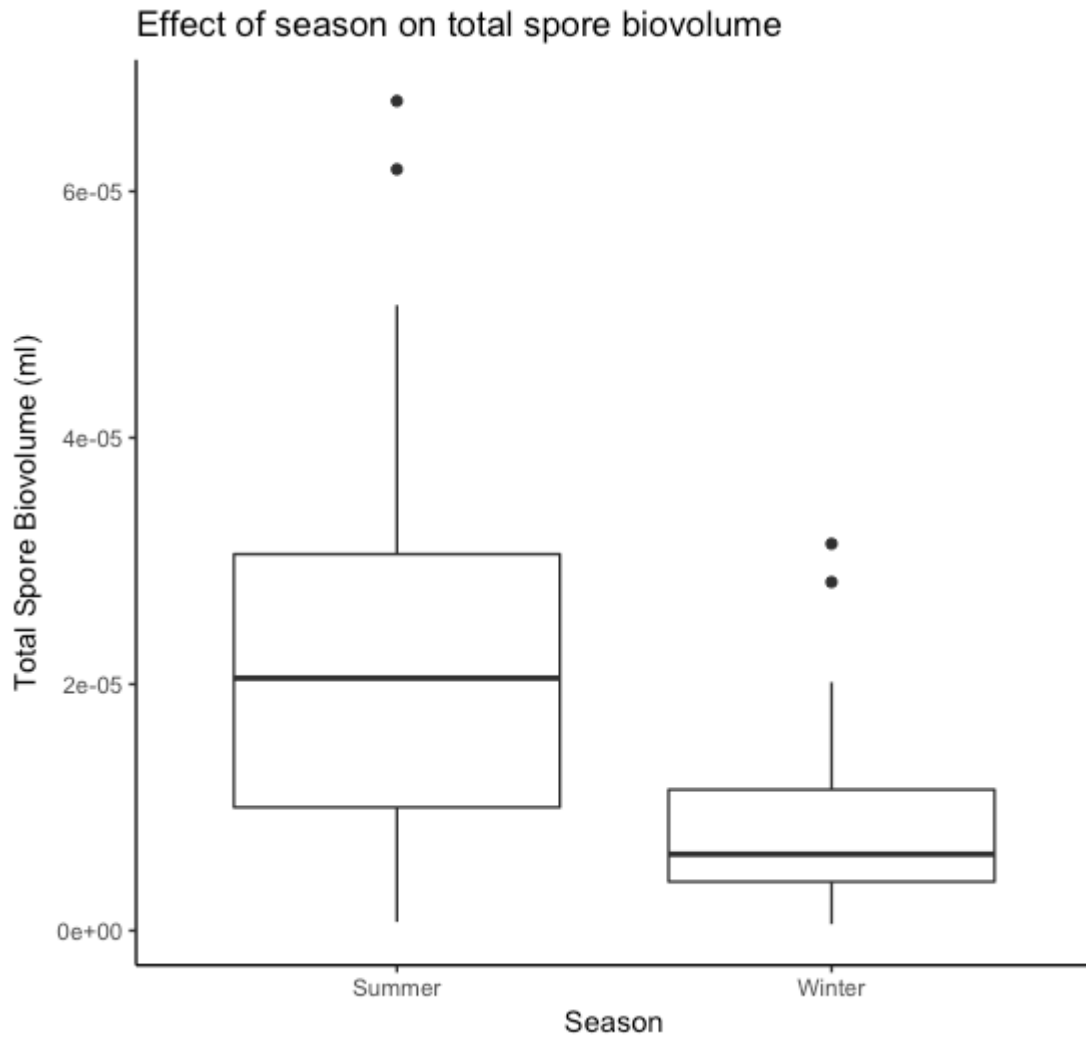 Effect of season on total spore biovolume
Total Spore Biovolume (ml)
6e-05
4e-05
2e-05
0e+00
Summer
Winter
Season